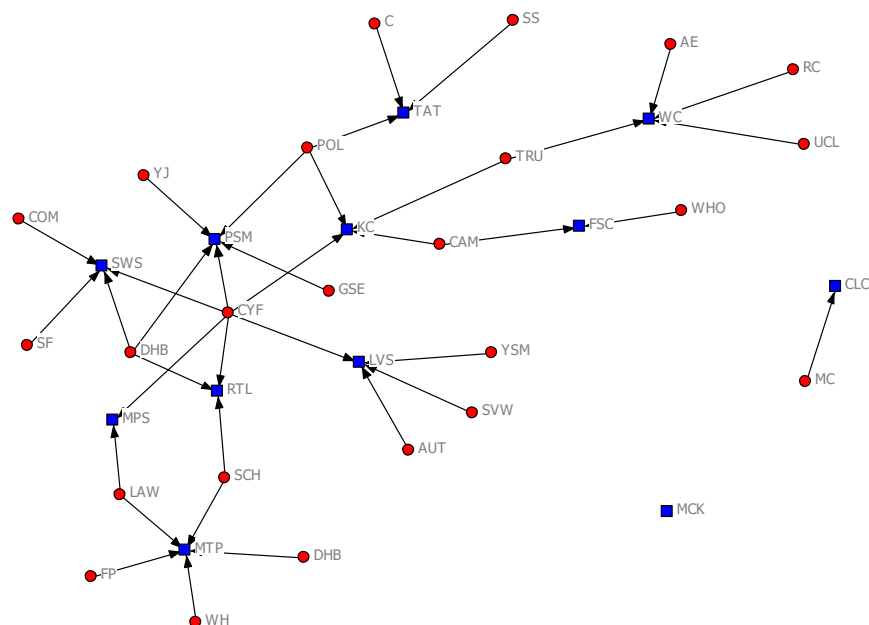 C
SS
AE
RC
TAT
WC
UCL
POL
TRU
YJ
WHO
COM
KC
FSC
PSM
CAM
SWS
CLC
GSE
CYF
SF
DHB
LVS
YSM
MC
RTL
MPS
SVW
AUT
SCH
LAW
MCK
MTP
DHB
FP
WH